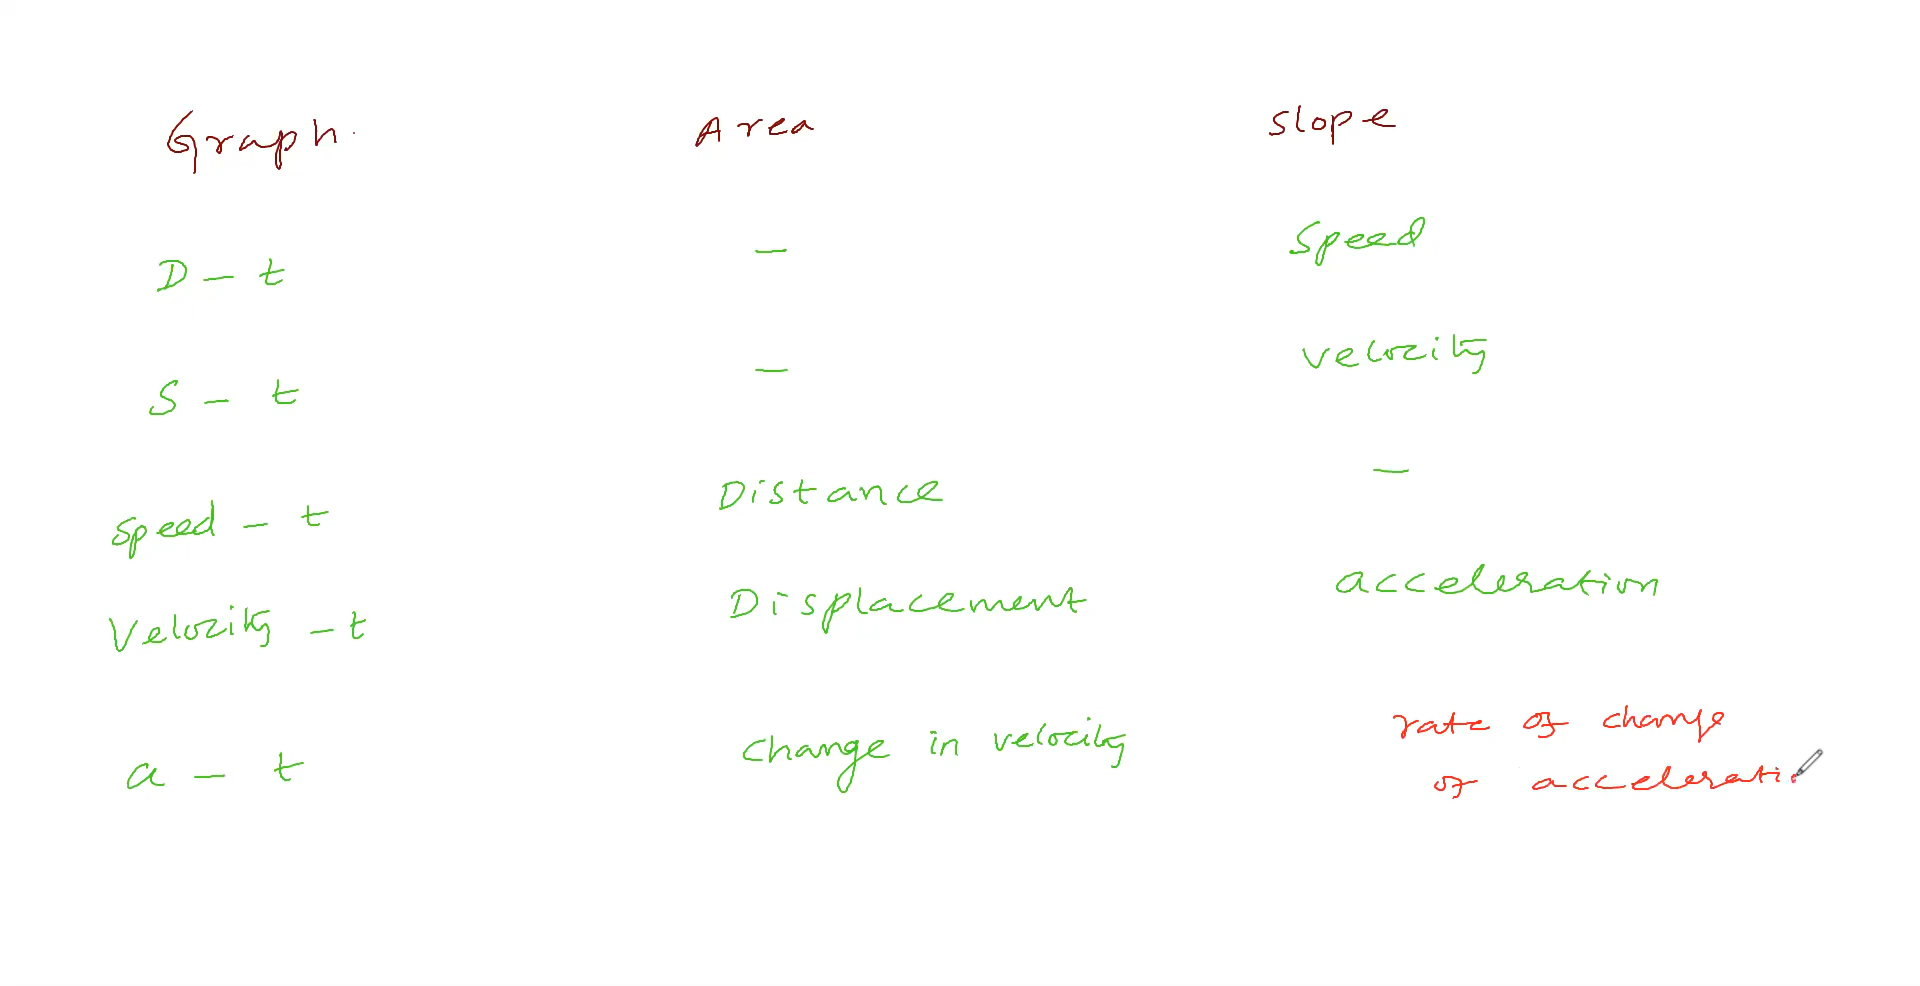 Graph. Area Slope
D - t - Speed
S - t - velocity
Speed - t Distance -
Velocity - t Displacement acceleration
a - t change in velocity rate of change
of acceleratio